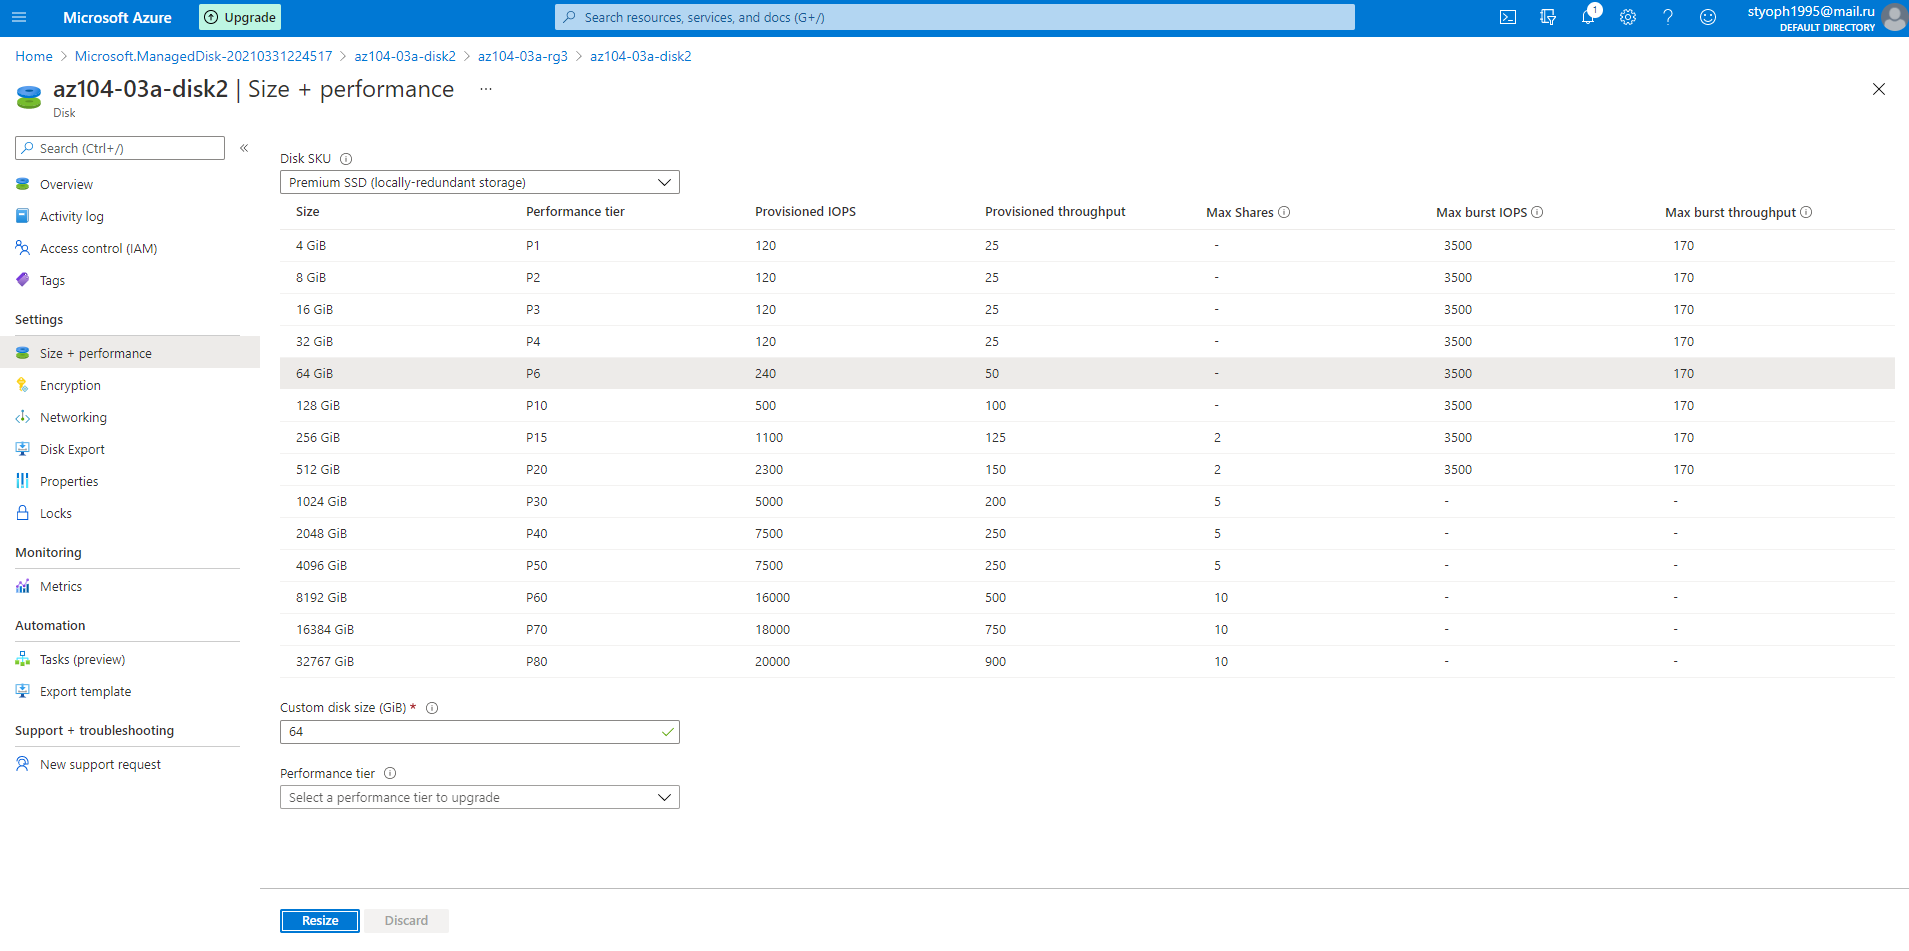 Microsoft Azure
Upgrade
Search resources, services, and docs (G+/)
1
styoph1995@mail.ru
DEFAULT DIRECTORY
Home > Microsoft.ManagedDisk-20210331224517 > az104-03a-disk2 > az104-03a-rg3 > az104-03a-disk2
az104-03a-disk2 | Size + performance ...
Disk
Search (Ctrl+/)
«
Overview
Activity log
Access control (IAM)
Tags
Settings
Size + performance
Encryption
Networking
Disk Export
Properties
Locks
Monitoring
Metrics
Automation
Tasks (preview)
Export template
Support + troubleshooting
New support request
Disk SKU
Premium SSD (locally-redundant storage)
Size Performance tier Provisioned IOPS Provisioned throughput Max Shares Max burst IOPS Max burst throughput
4 GiB P1 120 25 - 3500 170
8 GiB P2 120 25 - 3500 170
16 GiB P3 120 25 - 3500 170
32 GiB P4 120 25 - 3500 170
64 GiB P6 240 50 - 3500 170
128 GiB P10 500 100 - 3500 170
256 GiB P15 1100 125 2 3500 170
512 GiB P20 2300 150 2 3500 170
1024 GiB P30 5000 200 5 - -
2048 GiB P40 7500 250 5 - -
4096 GiB P50 7500 250 5 - -
8192 GiB P60 16000 500 10 - -
16384 GiB P70 18000 750 10 - -
32767 GiB P80 20000 900 10 - -
Custom disk size (GiB) *
64
Performance tier
Select a performance tier to upgrade
Resize
Discard